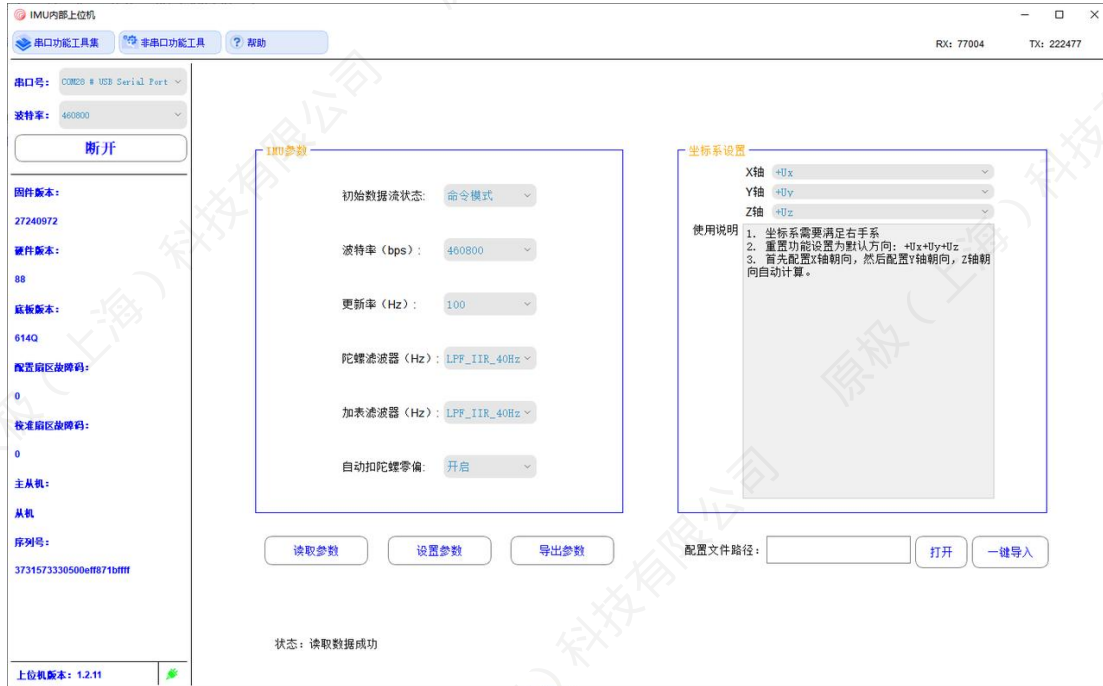 IMU内部上位机
串口功能工具集 非串口功能工具 ? 帮助 RX: 77004 TX: 222477
串口号: COM28 # USB Serial Port
波特率: 460800
断开
固件版本:
27240972
硬件版本:
88
底板版本:
614Q
配置扇区故障码:
0
校准扇区故障码:
0
主从机:
从机
序列号:
3731573330500eff871bffff
上位机版本: 1.2.11
IMU参数
初始数据流状态: 命令模式
波特率（bps）: 460800
更新率（Hz）: 100
陀螺滤波器（Hz）: LPF_IIR_40Hz
加表滤波器（Hz）: LPF_IIR_40Hz
自动扣陀螺零偏: 开启
读取参数 设置参数 导出参数
状态: 读取数据成功
坐标系设置
X轴 +Ux
Y轴 +Uy
Z轴 +Uz
使用说明
1. 坐标系需要满足右手系
2. 重置功能设置为默认方向: +Ux+Uy+Uz
3. 首先配置X轴朝向，然后配置Y轴朝向，Z轴朝
向自动计算。
配置文件路径: 打开 一键导入
原极（上海）科技有限公司